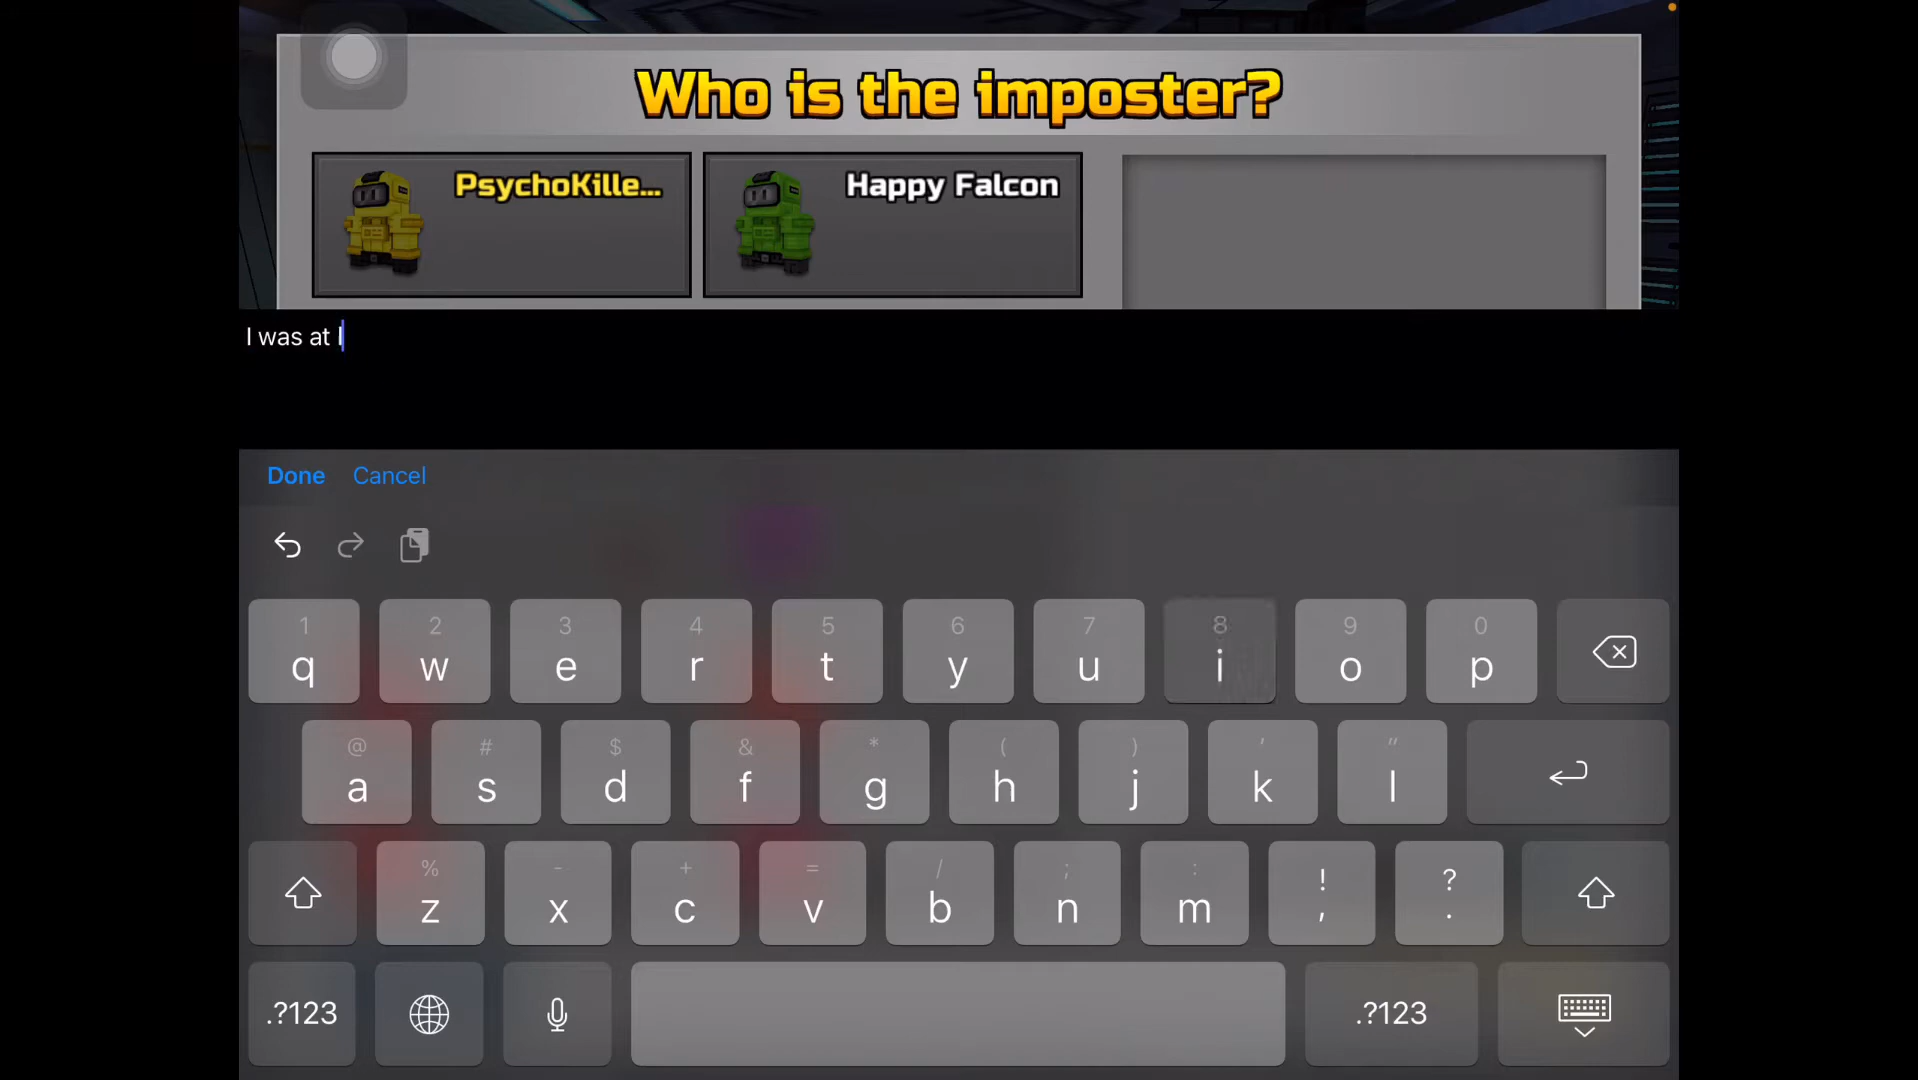 Who is the imposter?
PsychoKille...
Happy Falcon
I was at l
Done Cancel
1 2 3 4 5 6 7 8 9 0
q w e r t y u i o p
@ # $ & * ( ) ' "
a s d f g h j k l
% - + = / ; : ! ?
z x c v b n m , .
.?123 .?123